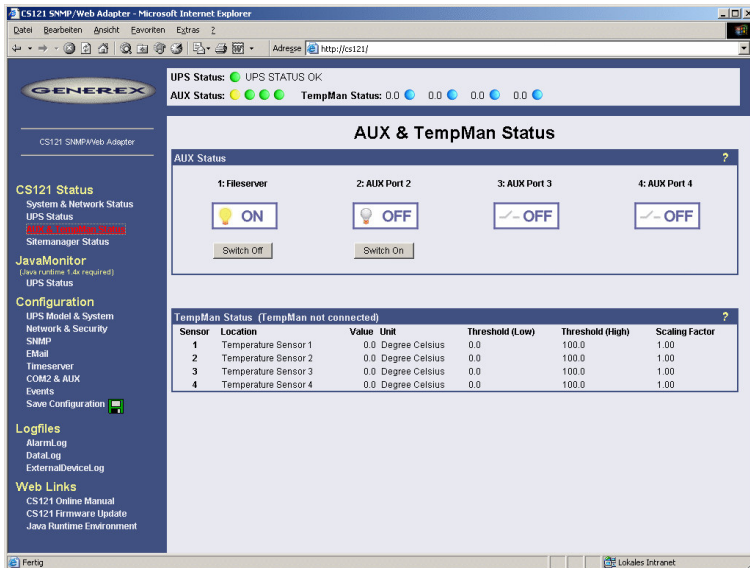 CS121 SNMP/Web Adapter - Microsoft Internet Explorer
Datei Bearbeiten Ansicht Favoriten Extras ?
Adresse http://cs121/
GENEREX
CS121 SNMP/Web Adapter
UPS Status: UPS STATUS OK
AUX Status: TempMan Status: 0.0 0.0 0.0 0.0
CS121 Status
System & Network Status
UPS Status
AUX & TempMan Status
Sitemanager Status
JavaMonitor
(Java runtime 1.4x required)
UPS Status
Configuration
UPS Model & System
Network & Security
SNMP
EMail
Timeserver
COM2 & AUX
Events
Save Configuration
Logfiles
AlarmLog
DataLog
ExternalDeviceLog
Web Links
CS121 Online Manual
CS121 Firmware Update
Java Runtime Environment
AUX & TempMan Status
AUX Status ?
1: Fileserver 2: AUX Port 2 3: AUX Port 3 4: AUX Port 4
ON OFF OFF OFF
Switch Off Switch On
TempMan Status (TempMan not connected) ?
Sensor Location Value Unit Threshold (Low) Threshold (High) Scaling Factor
1 Temperature Sensor 1 0.0 Degree Celsius 0.0 100.0 1.00
2 Temperature Sensor 2 0.0 Degree Celsius 0.0 100.0 1.00
3 Temperature Sensor 3 0.0 Degree Celsius 0.0 100.0 1.00
4 Temperature Sensor 4 0.0 Degree Celsius 0.0 100.0 1.00
Fertig Lokales Intranet